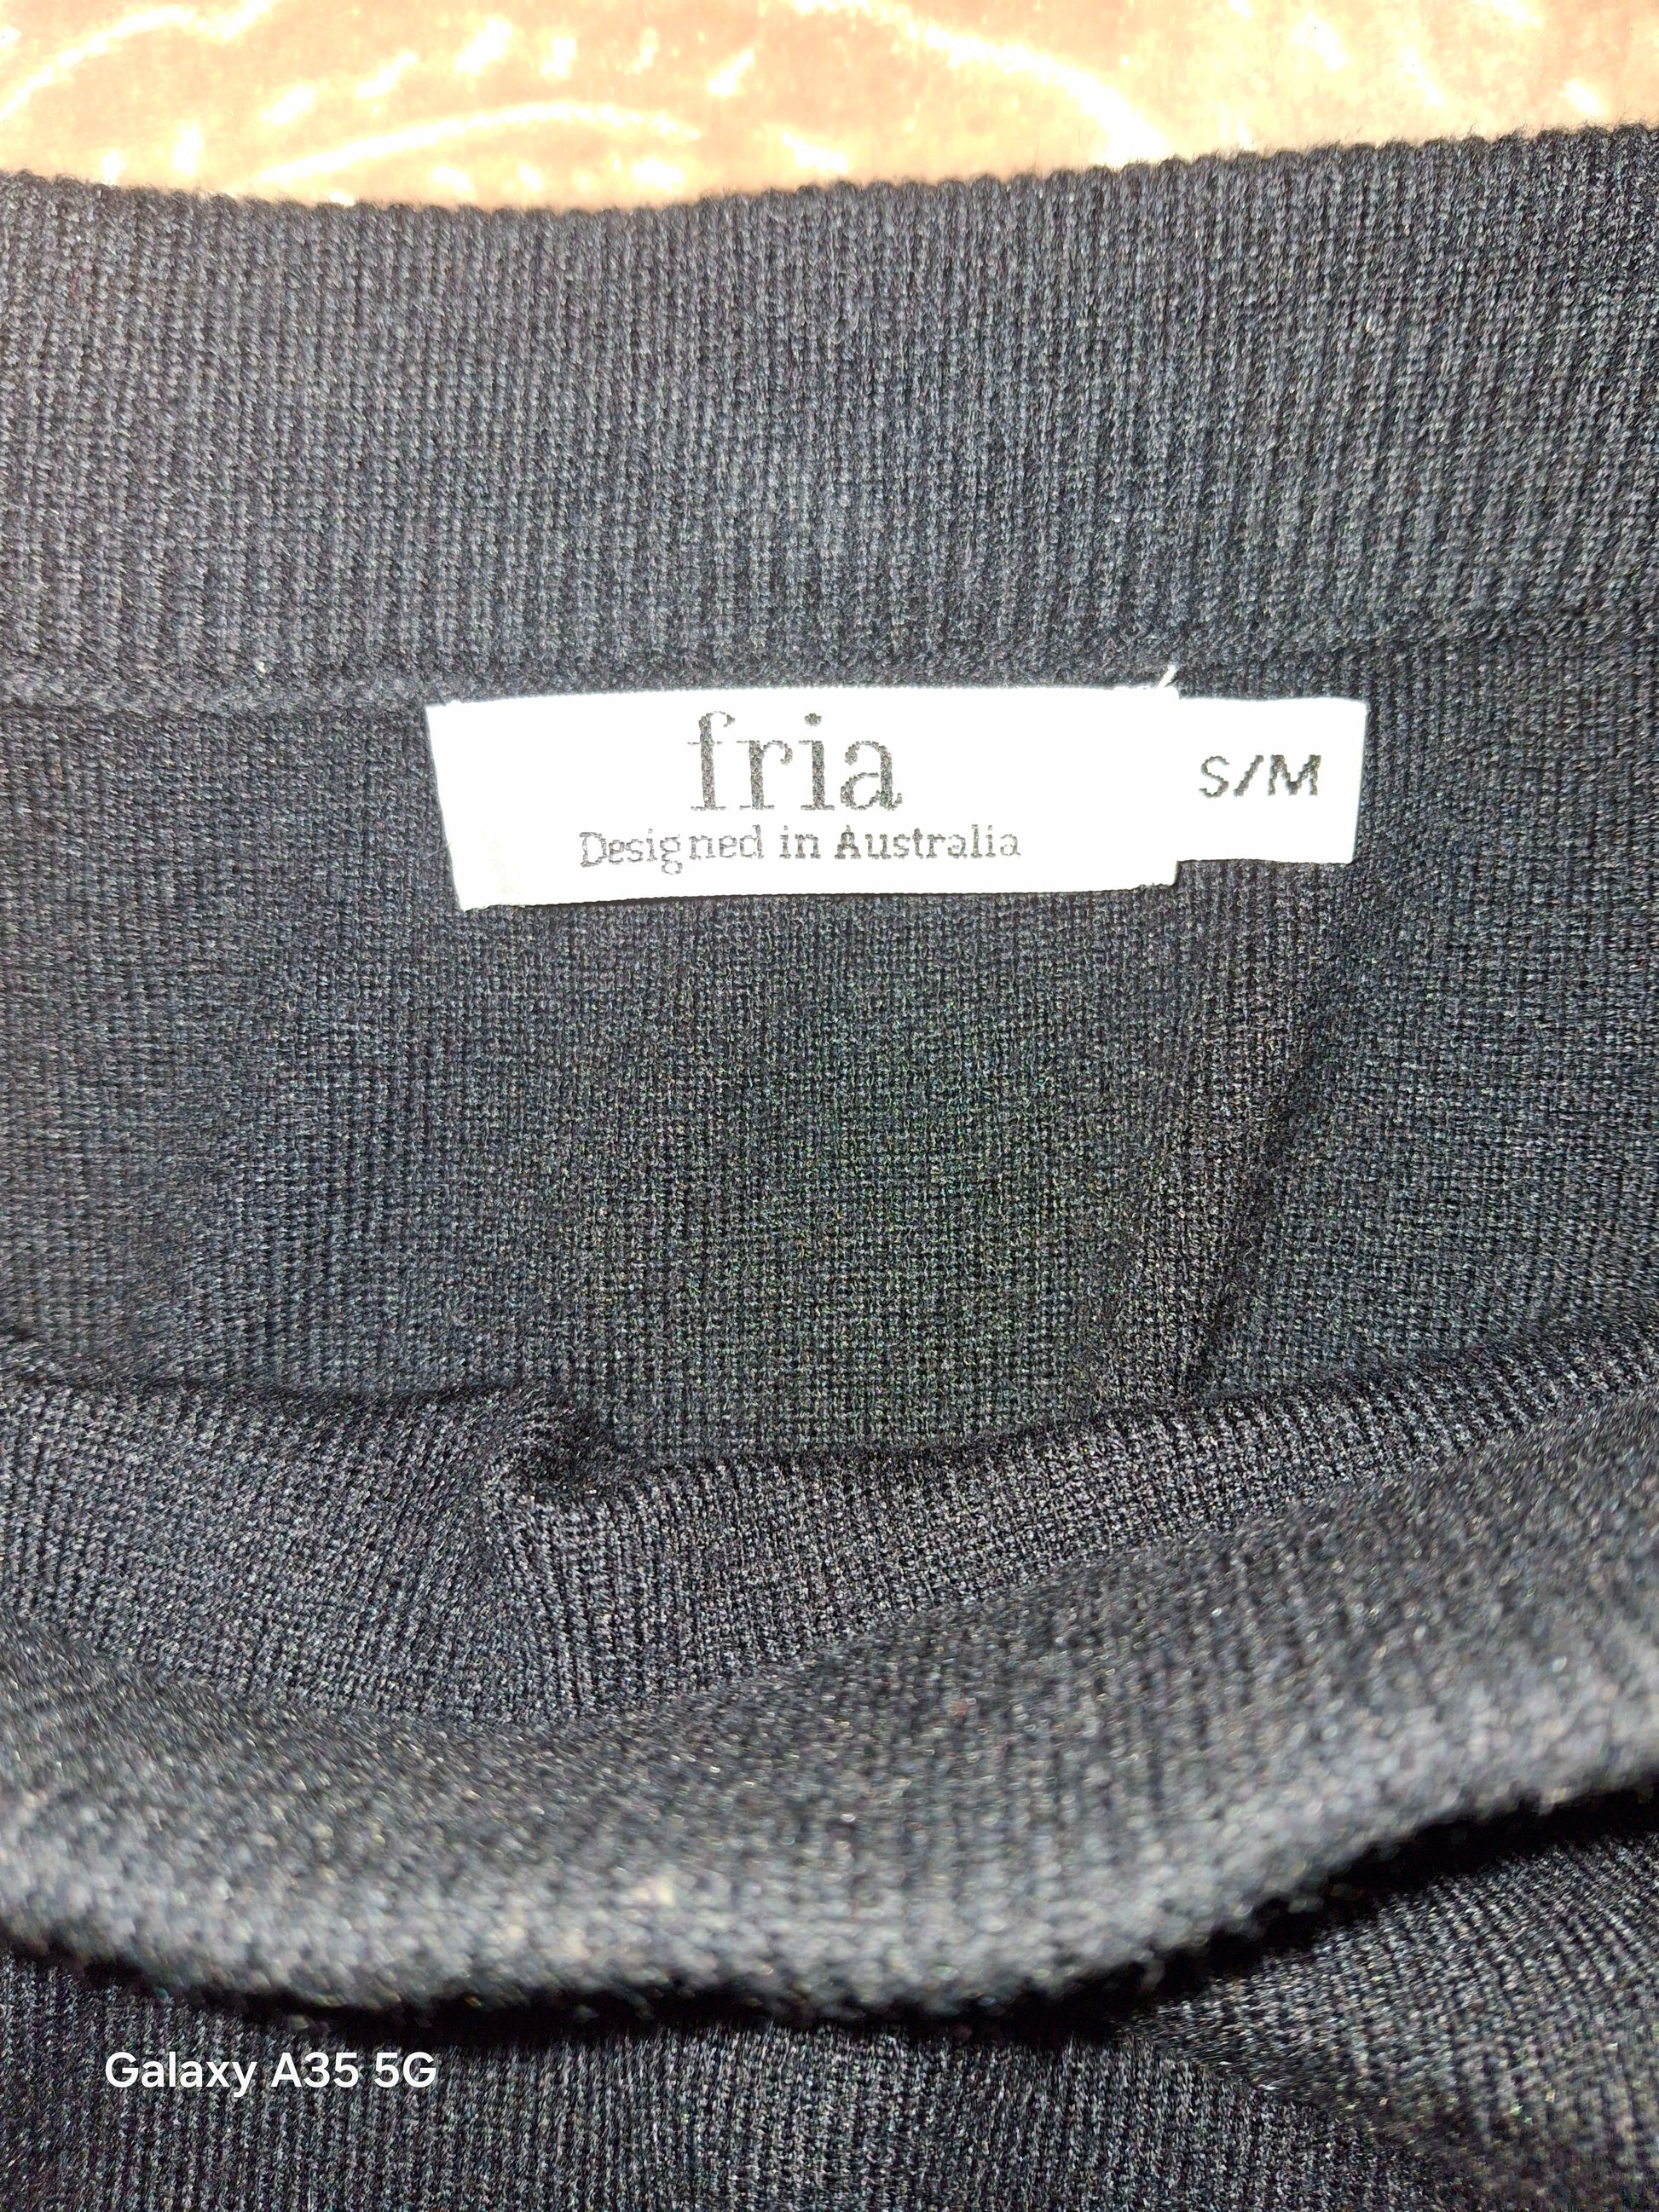 fria
S/M
Designed in Australia
Galaxy A35 5G